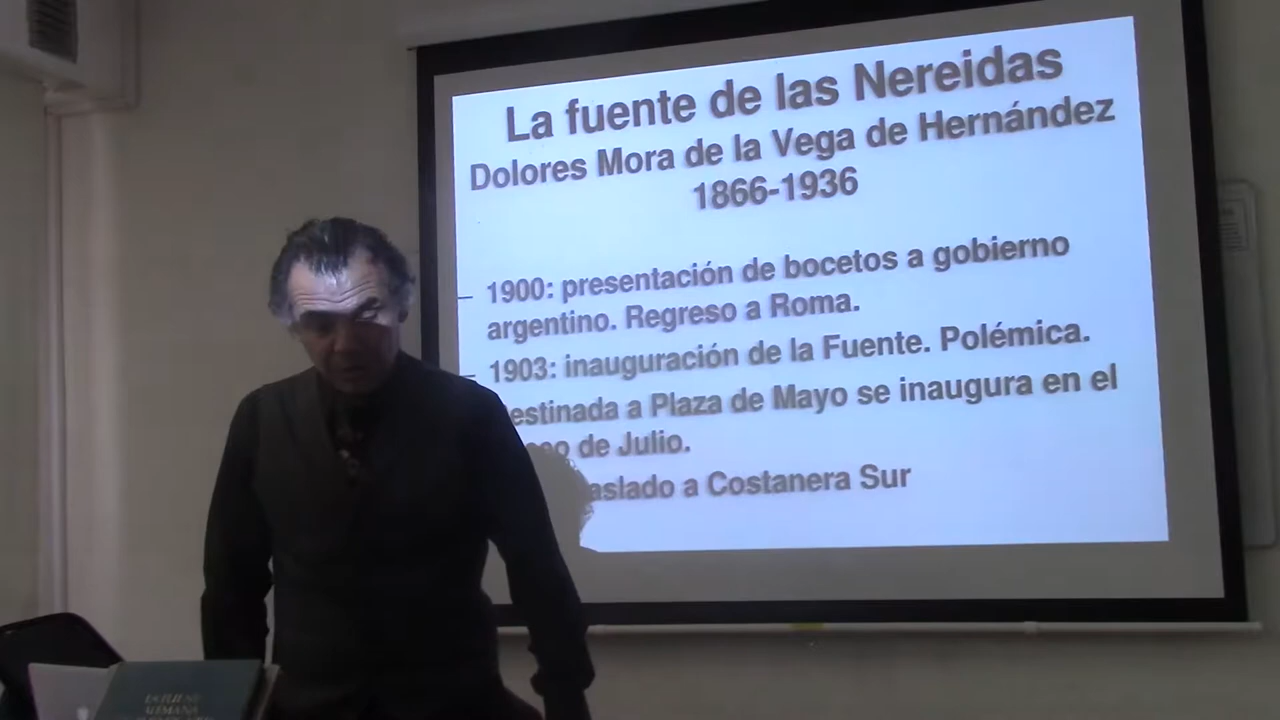 La fuente de las Nereidas
Dolores Mora de la Vega de Hernández
1866-1936
– 1900: presentación de bocetos a gobierno
argentino. Regreso a Roma.
– 1903: inauguración de la Fuente. Polémica.
estinada a Plaza de Mayo se inaugura en el
de Julio.
aslado a Costanera Sur
ALEMANA